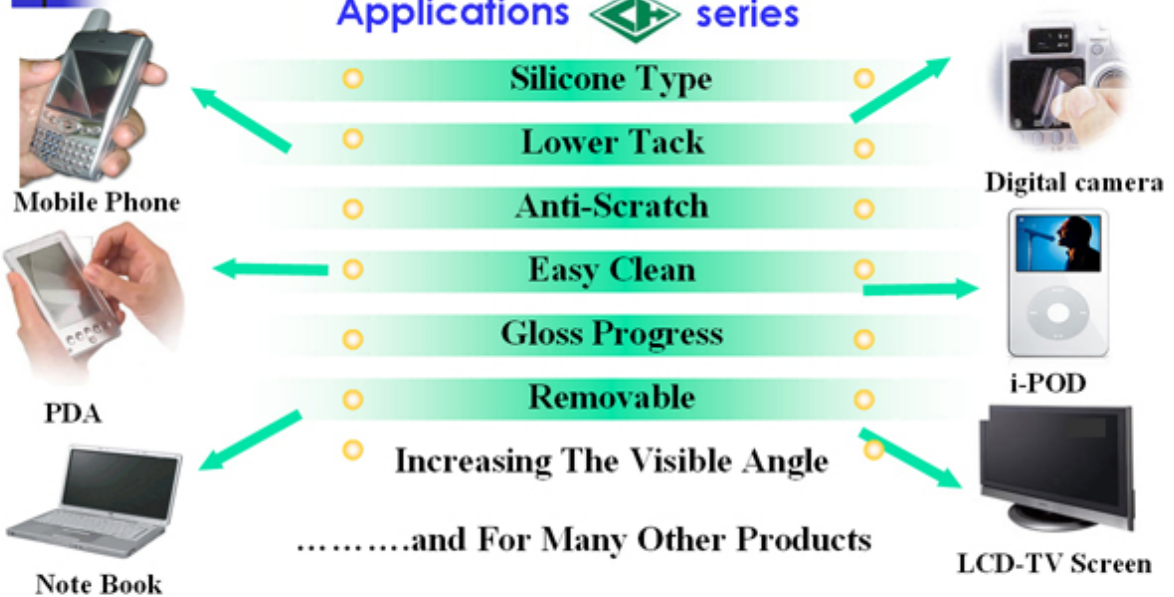 Applications CH series
Silicone Type
Lower Tack
Anti-Scratch
Easy Clean
Gloss Progress
Removable
Increasing The Visible Angle
……….and For Many Other Products
Mobile Phone
PDA
Note Book
Digital camera
i-POD
LCD-TV Screen